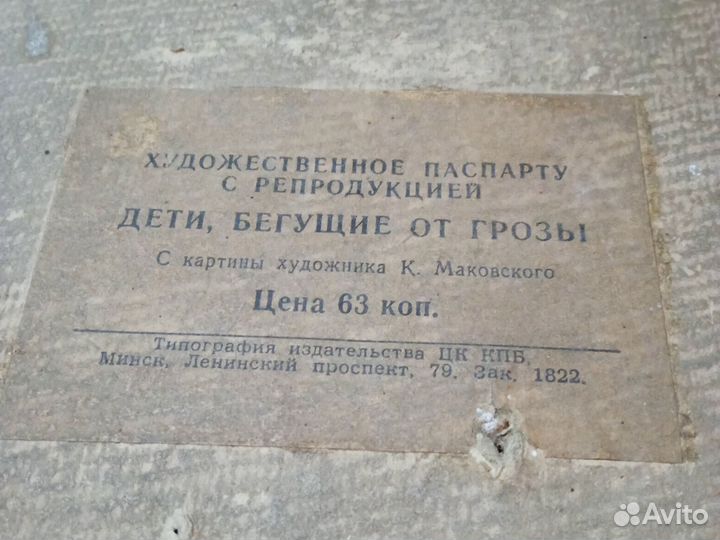 ХУДОЖЕСТВЕННОЕ ПАСПАРТУ
С РЕПРОДУКЦИЕЙ
ДЕТИ, БЕГУЩИЕ ОТ ГРОЗЫ
С картины художника К. Маковского
Цена 63 коп.
Типография издательства ЦК КПБ,
Минск, Ленинский проспект, 79. Зак. 1822.
Avito